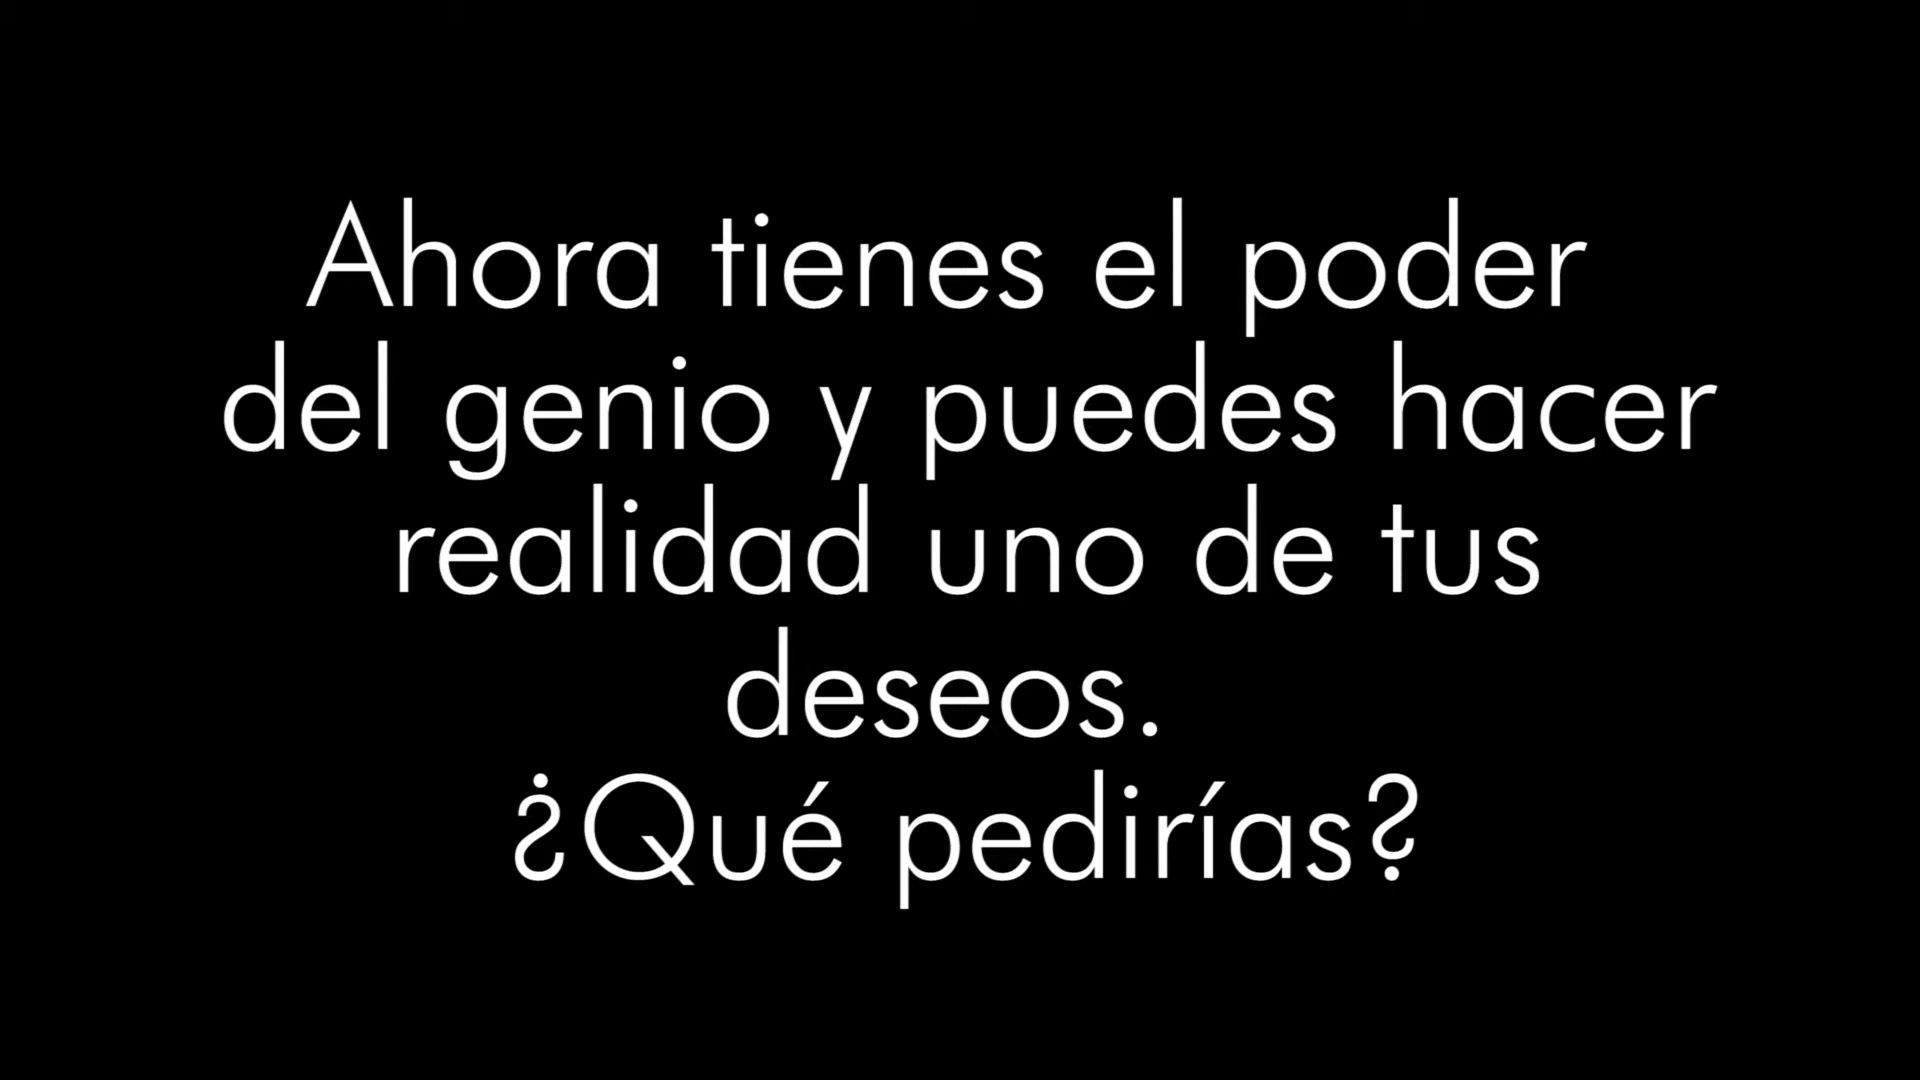 Ahora tienes el poder
del genio y puedes hacer
realidad uno de tus
deseos.
¿Qué pedirías?